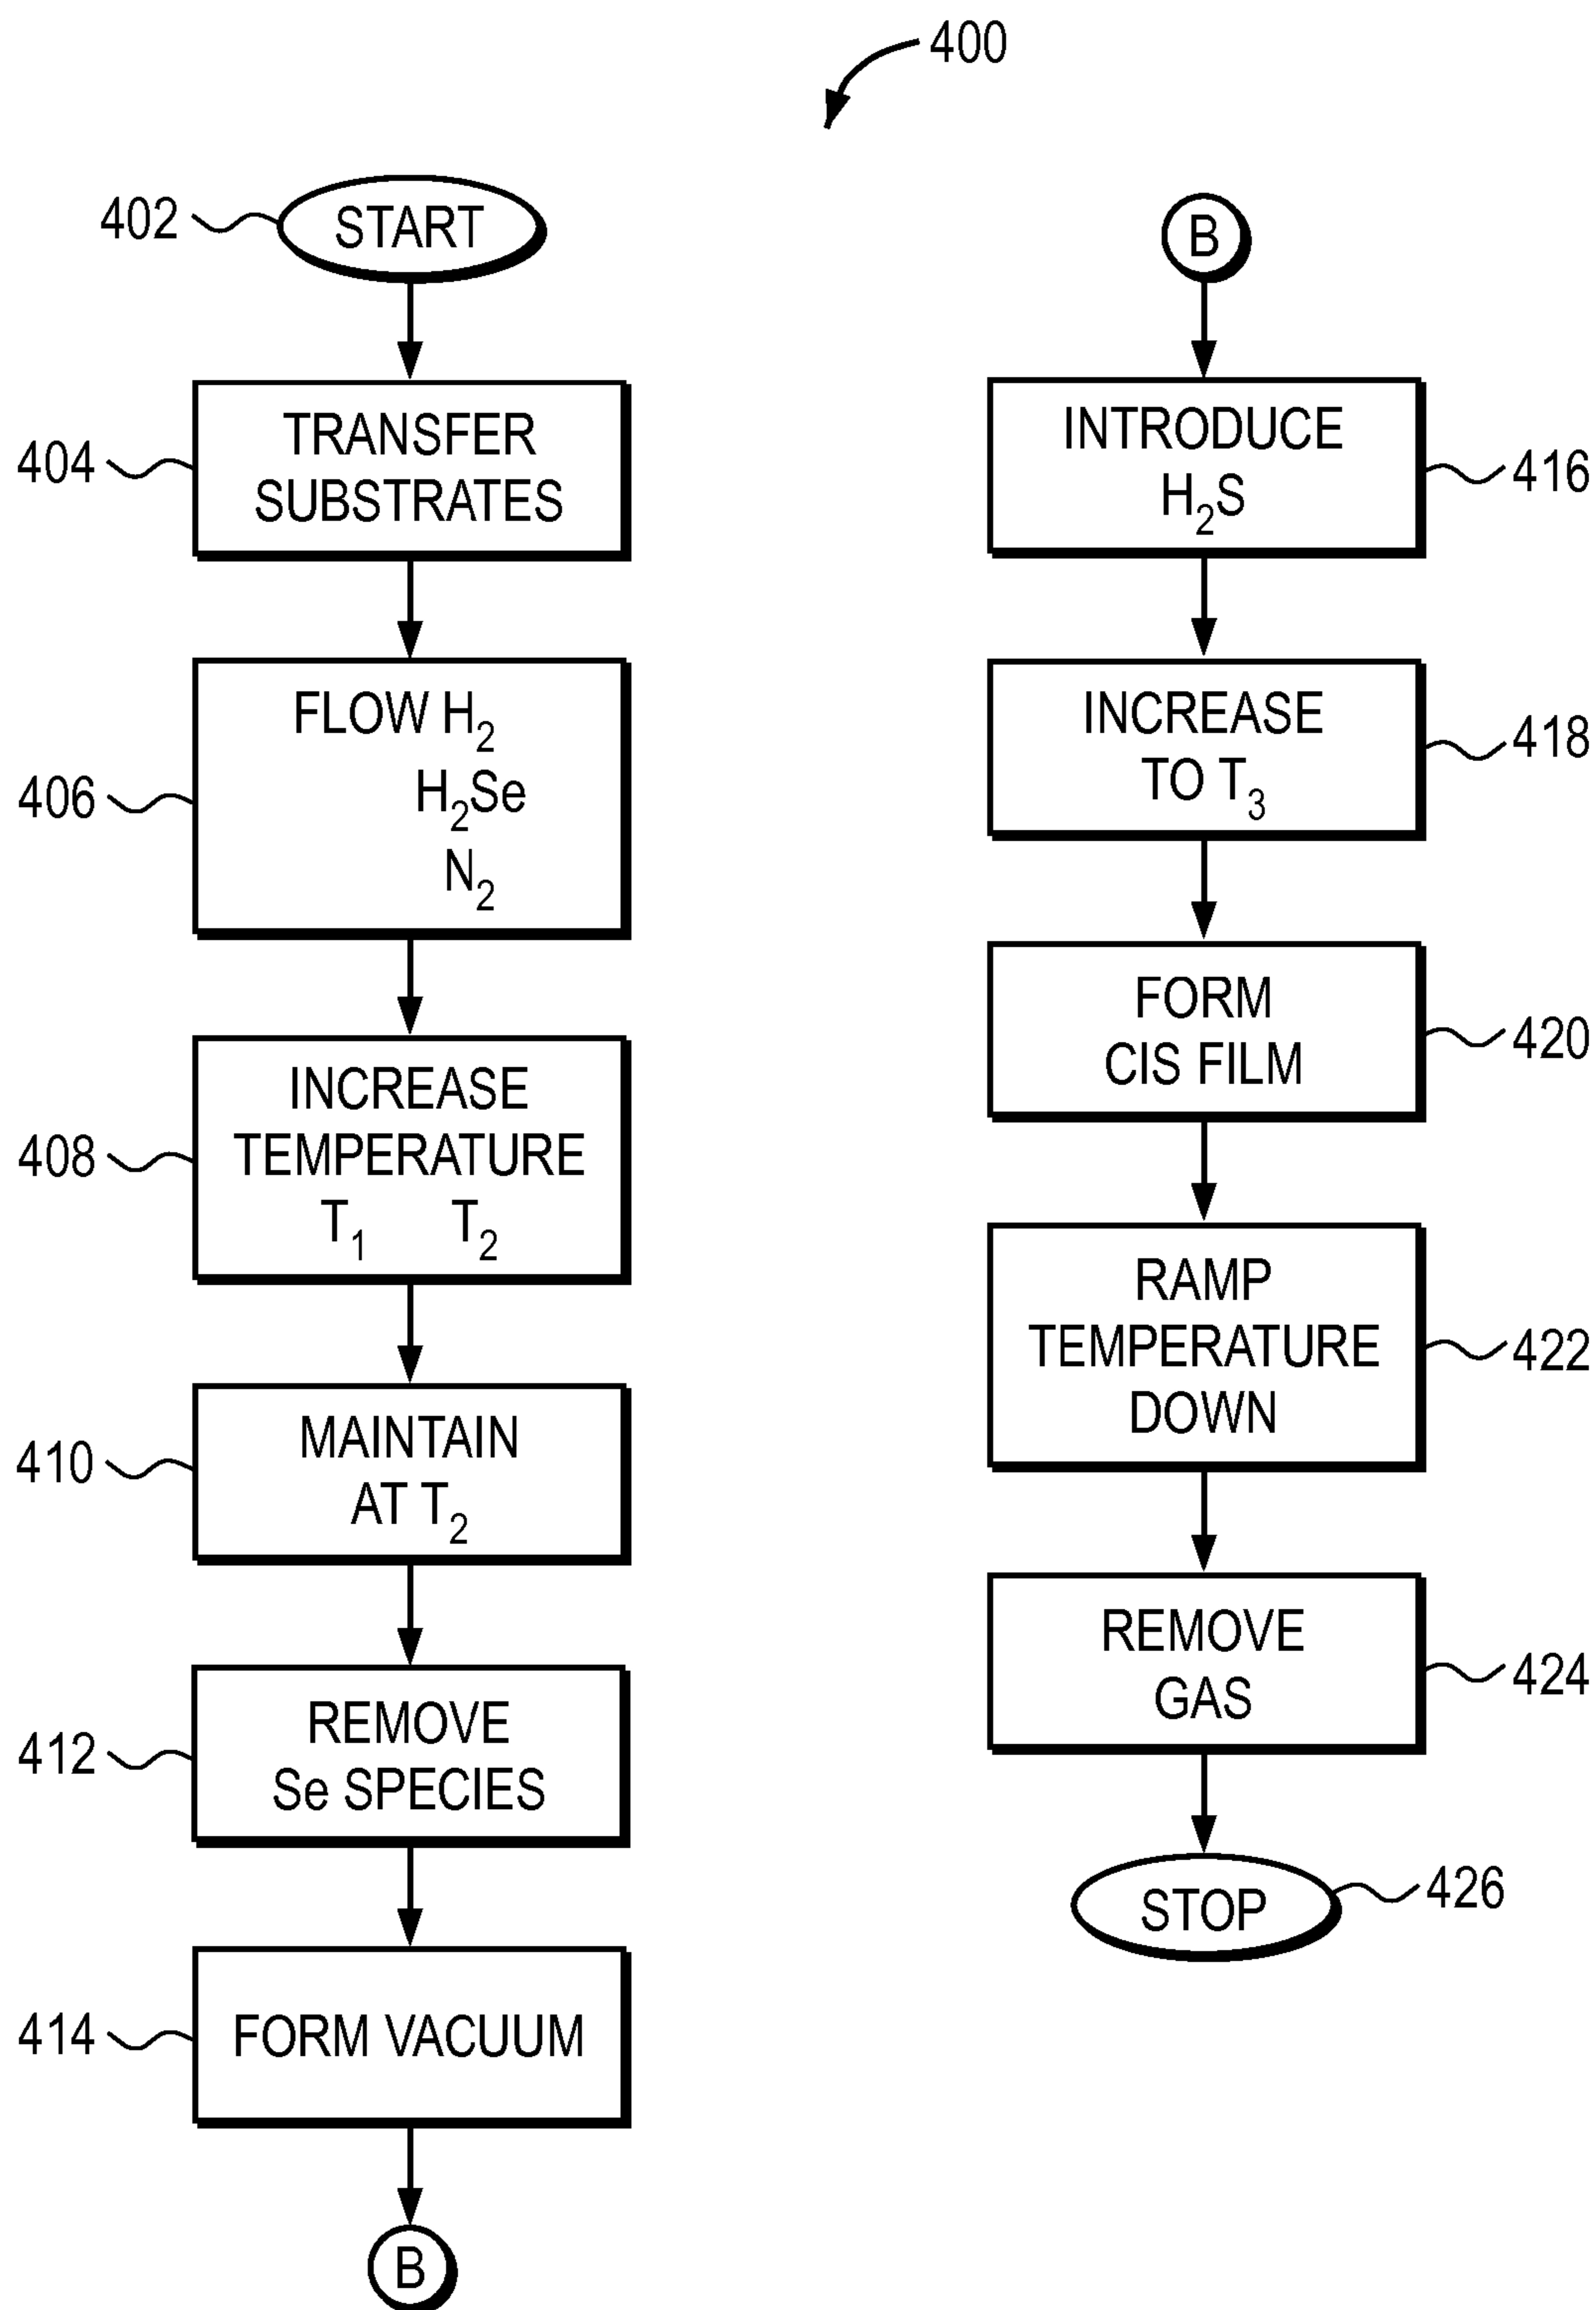 400
402
START
404
TRANSFER
SUBSTRATES
406
FLOW H₂
H₂Se
N₂
408
INCREASE
TEMPERATURE
T₁ T₂
410
MAINTAIN
AT T₂
412
REMOVE
Se SPECIES
414
FORM VACUUM
B
B
INTRODUCE
H₂S
416
INCREASE
TO T₃
418
FORM
CIS FILM
420
RAMP
TEMPERATURE
DOWN
422
REMOVE
GAS
424
STOP
426